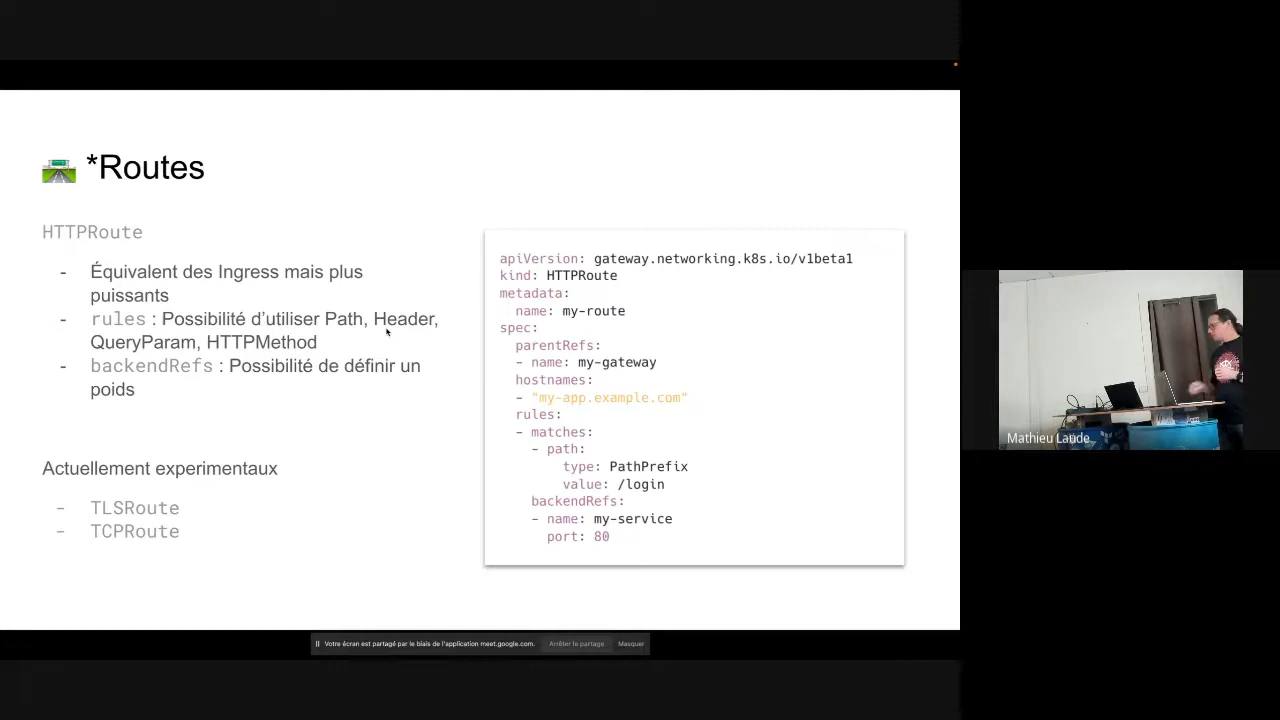 *Routes
HTTPRoute
- Équivalent des Ingress mais plus
puissants
- rules : Possibilité d’utiliser Path, Header,
QueryParam, HTTPMethod
- backendRefs : Possibilité de définir un
poids
Actuellement experimentaux
- TLSRoute
- TCPRoute
apiVersion: gateway.networking.k8s.io/v1beta1
kind: HTTPRoute
metadata:
  name: my-route
spec:
  parentRefs:
  - name: my-gateway
  hostnames:
  - "my-app.example.com"
  rules:
  - matches:
    - path:
        type: PathPrefix
        value: /login
    backendRefs:
    - name: my-service
      port: 80
Mathieu Laude
Votre écran est partagé par le biais de l'application meet.google.com.
Arrêter le partage
Masquer